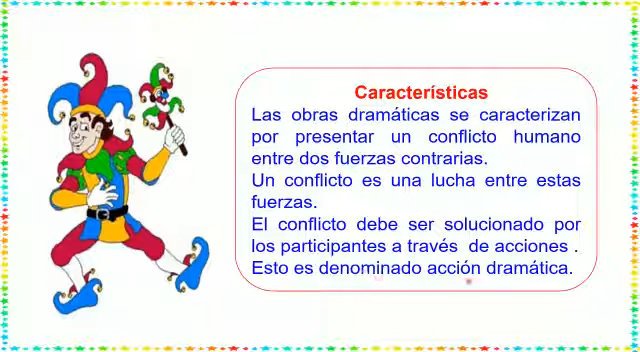 Características
Las obras dramáticas se caracterizan
por presentar un conflicto humano
entre dos fuerzas contrarias.
Un conflicto es una lucha entre estas
fuerzas.
El conflicto debe ser solucionado por
los participantes a través de acciones .
Esto es denominado acción dramática.